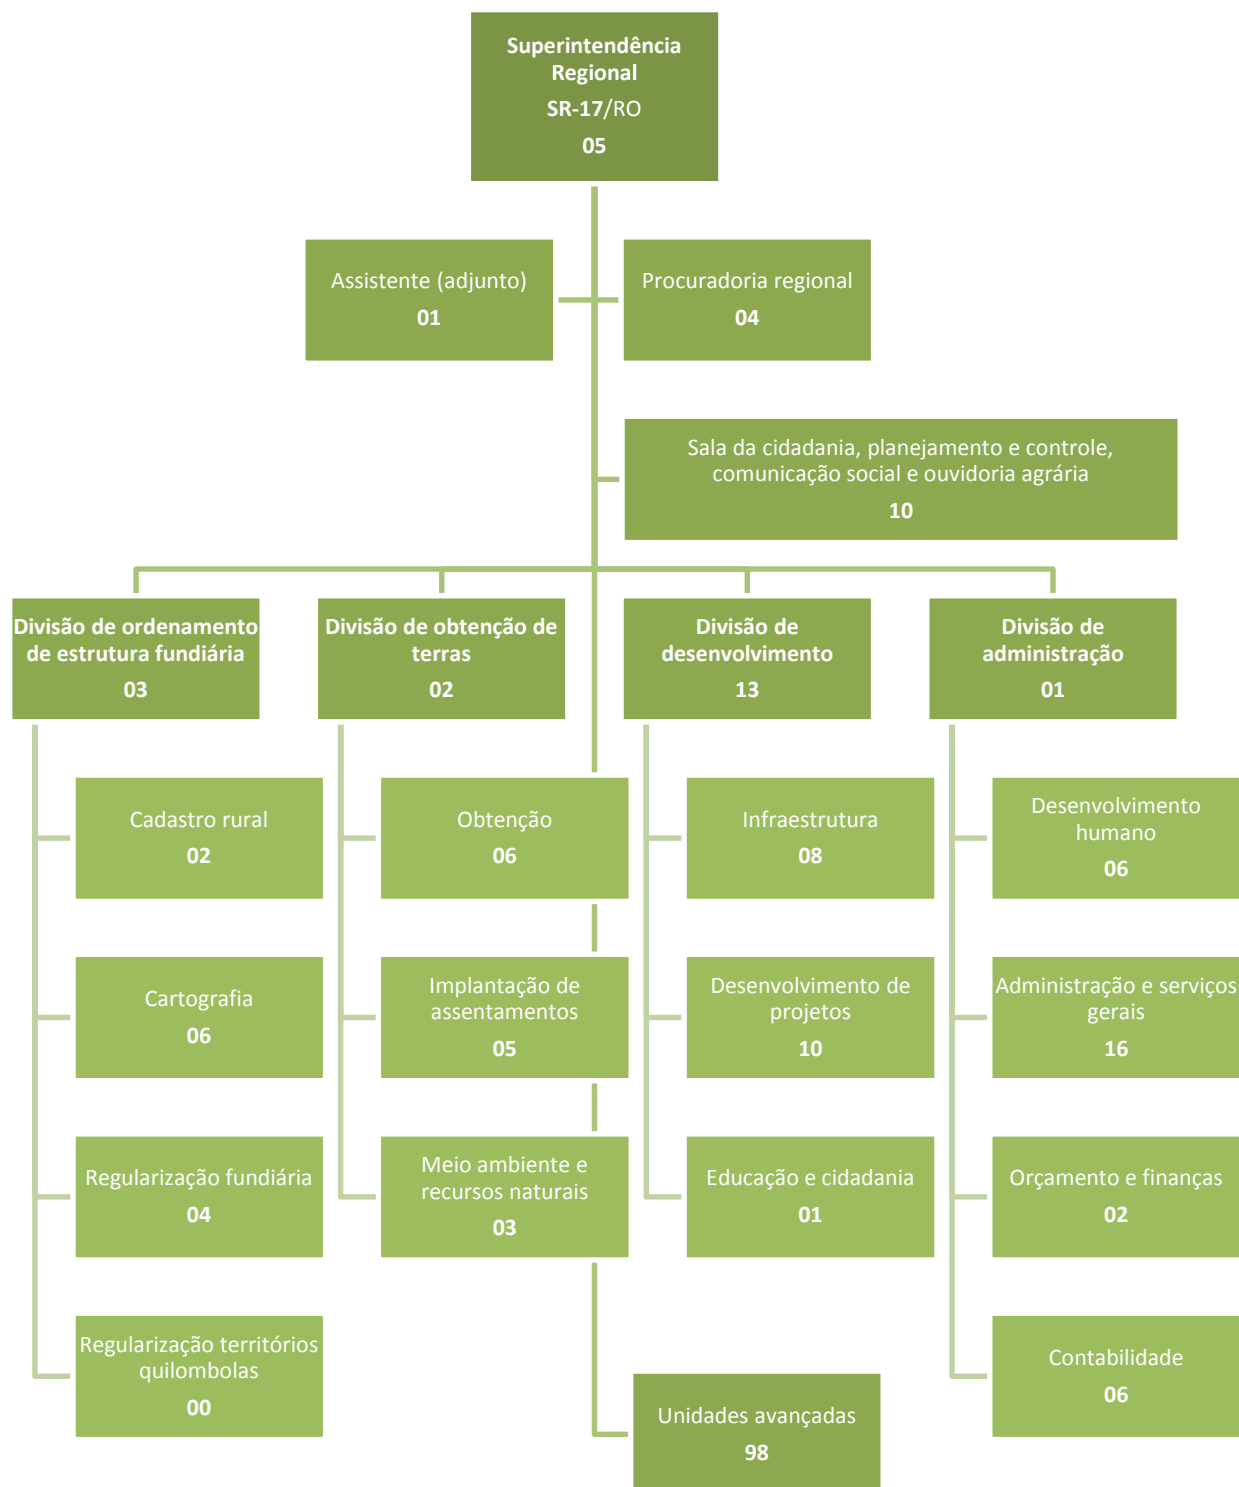 Superintendência
Regional
SR-17/RO
05
Assistente (adjunto)
01
Procuradoria regional
04
Sala da cidadania, planejamento e controle,
comunicação social e ouvidoria agrária
10
Divisão de ordenamento
de estrutura fundiária
03
Divisão de obtenção de
terras
02
Divisão de
desenvolvimento
13
Divisão de
administração
01
Cadastro rural
02
Obtenção
06
Infraestrutura
08
Desenvolvimento
humano
06
Cartografia
06
Implantação de
assentamentos
05
Desenvolvimento de
projetos
10
Administração e serviços
gerais
16
Regularização fundiária
04
Meio ambiente e
recursos naturais
03
Educação e cidadania
01
Orçamento e finanças
02
Regularização territórios
quilombolas
00
Contabilidade
06
Unidades avançadas
98